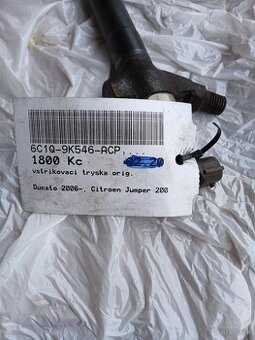 6C1Q-9K546-ACP,...
1800 Kc
vstrikovaci tryska orig.
Ducato 2006-, Citroen Jumper 200